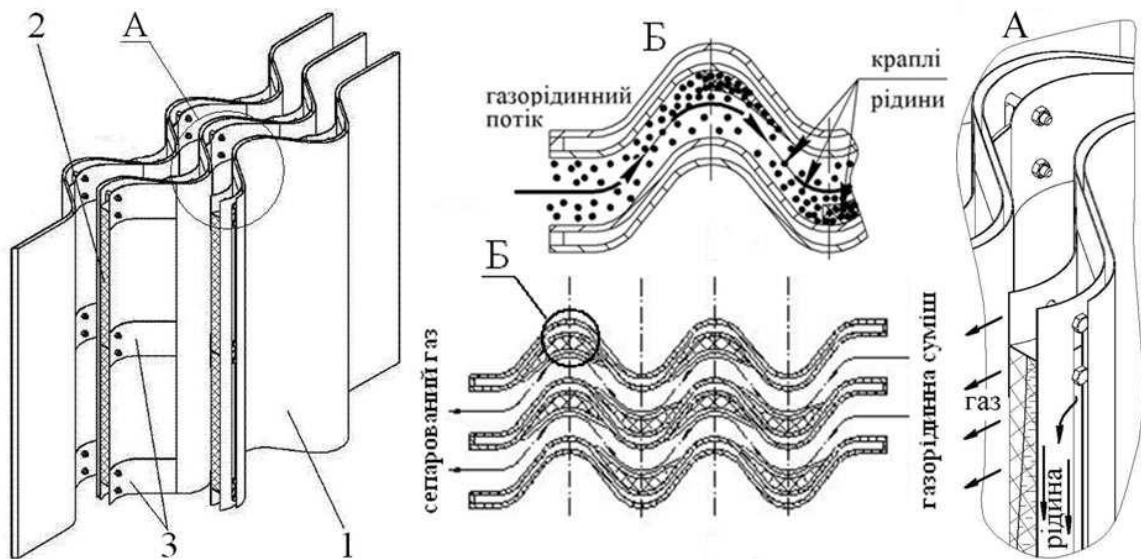 2
А
3
1
Б
газорідинний
потік
краплі
рідини
Б
сепарований газ
газорідинна суміш
А
газ
рідина